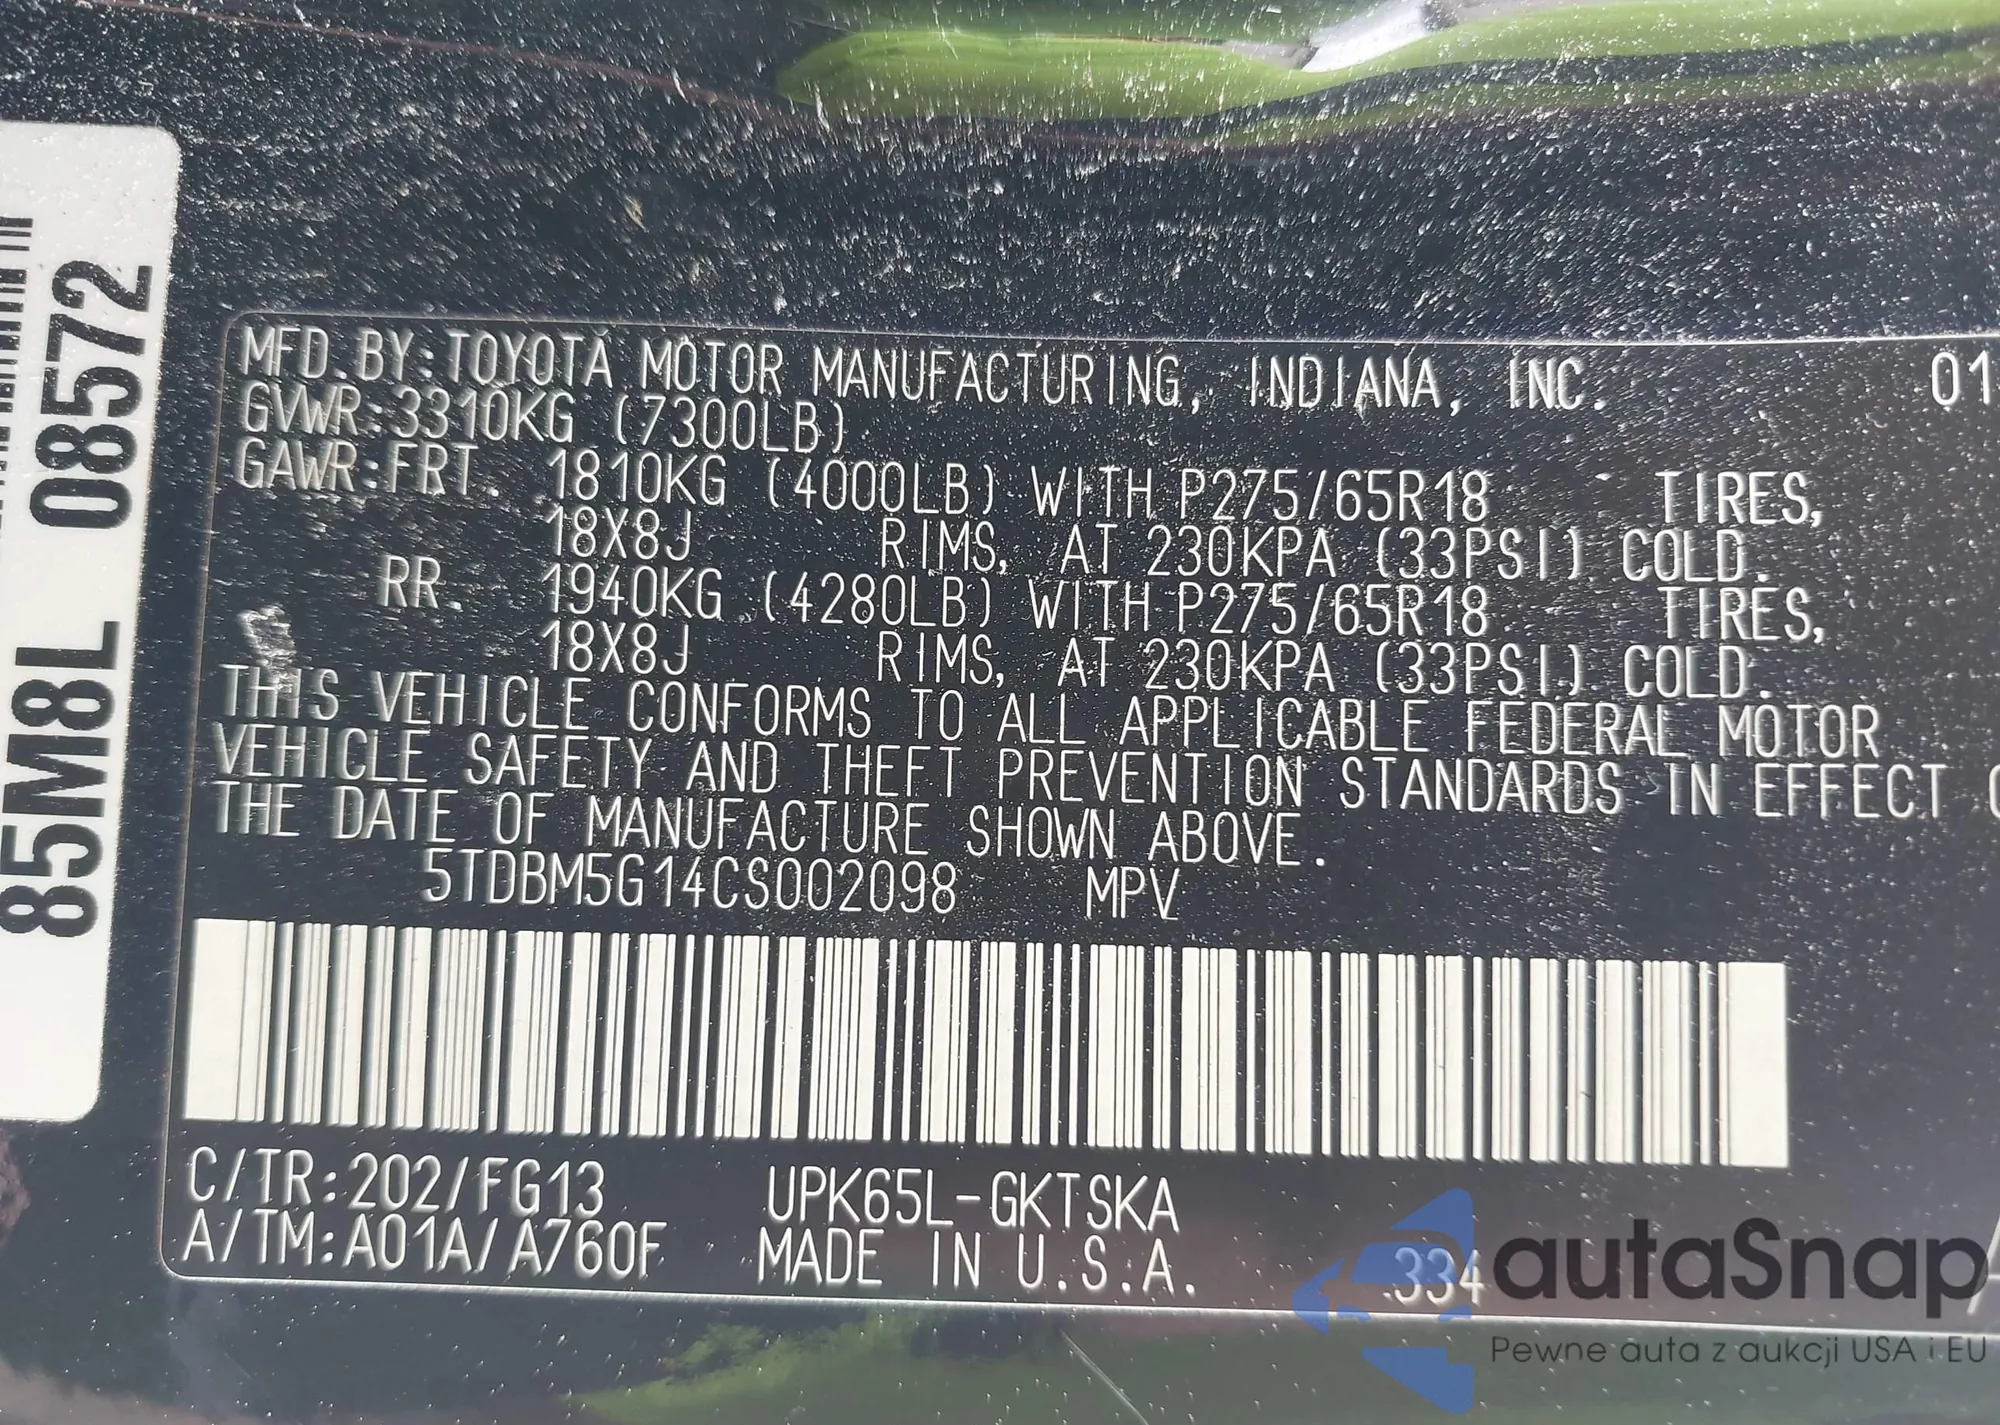 85M8L 08572
MFD. BY: TOYOTA MOTOR MANUFACTURING, INDIANA, INC. 01
GVWR: 3310KG (7300LB)
GAWR: FRT. 1810KG (4000LB) WITH P275/65R18 TIRES,
18X8J RIMS, AT 230KPA (33PSI) COLD.
RR. 1940KG (4280LB) WITH P275/65R18 TIRES,
18X8J RIMS, AT 230KPA (33PSI) COLD.
THIS VEHICLE CONFORMS TO ALL APPLICABLE FEDERAL MOTOR
VEHICLE SAFETY AND THEFT PREVENTION STANDARDS IN EFFECT
THE DATE OF MANUFACTURE SHOWN ABOVE.
5TDBM5G14CS002098 MPV
C/TR: 202/FG13 UPK65L-GKTSKA
A/TM: A01A/A760F MADE IN U.S.A. 334
autaSnap
Pewne auta z aukcji USA i EU